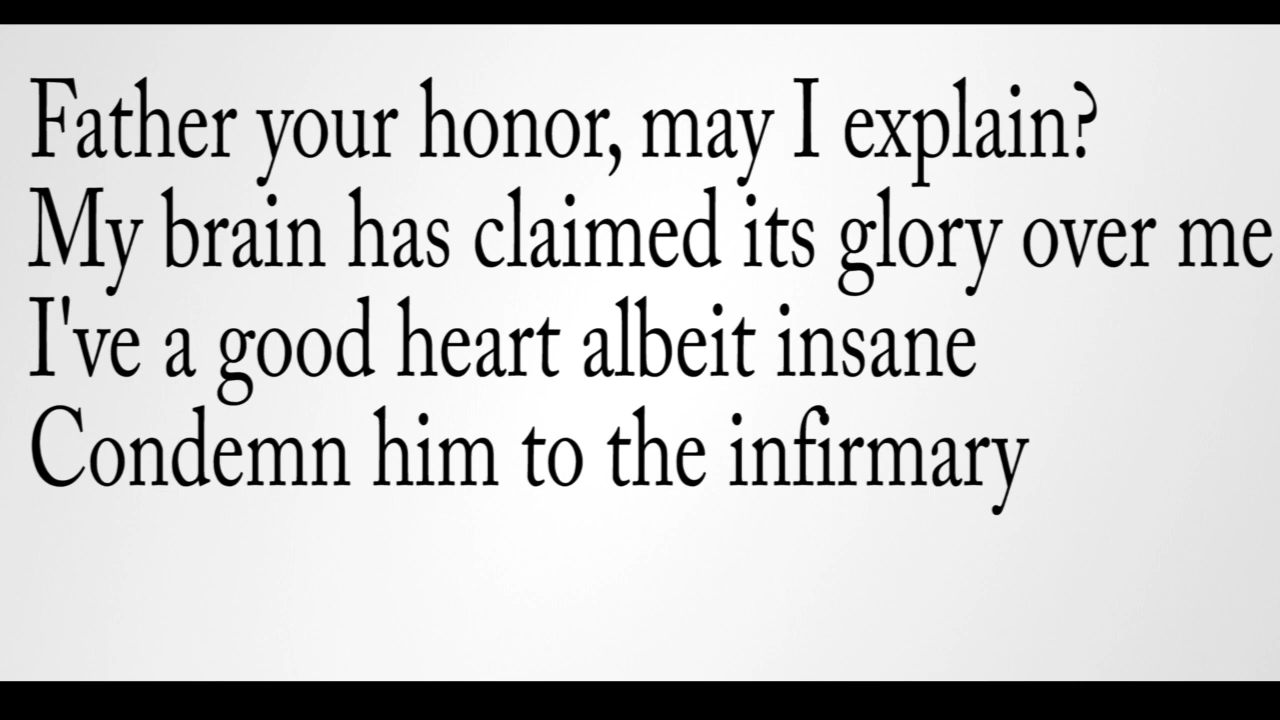 Father your honor, may I explain?
My brain has claimed its glory over me
I've a good heart albeit insane
Condemn him to the infirmary